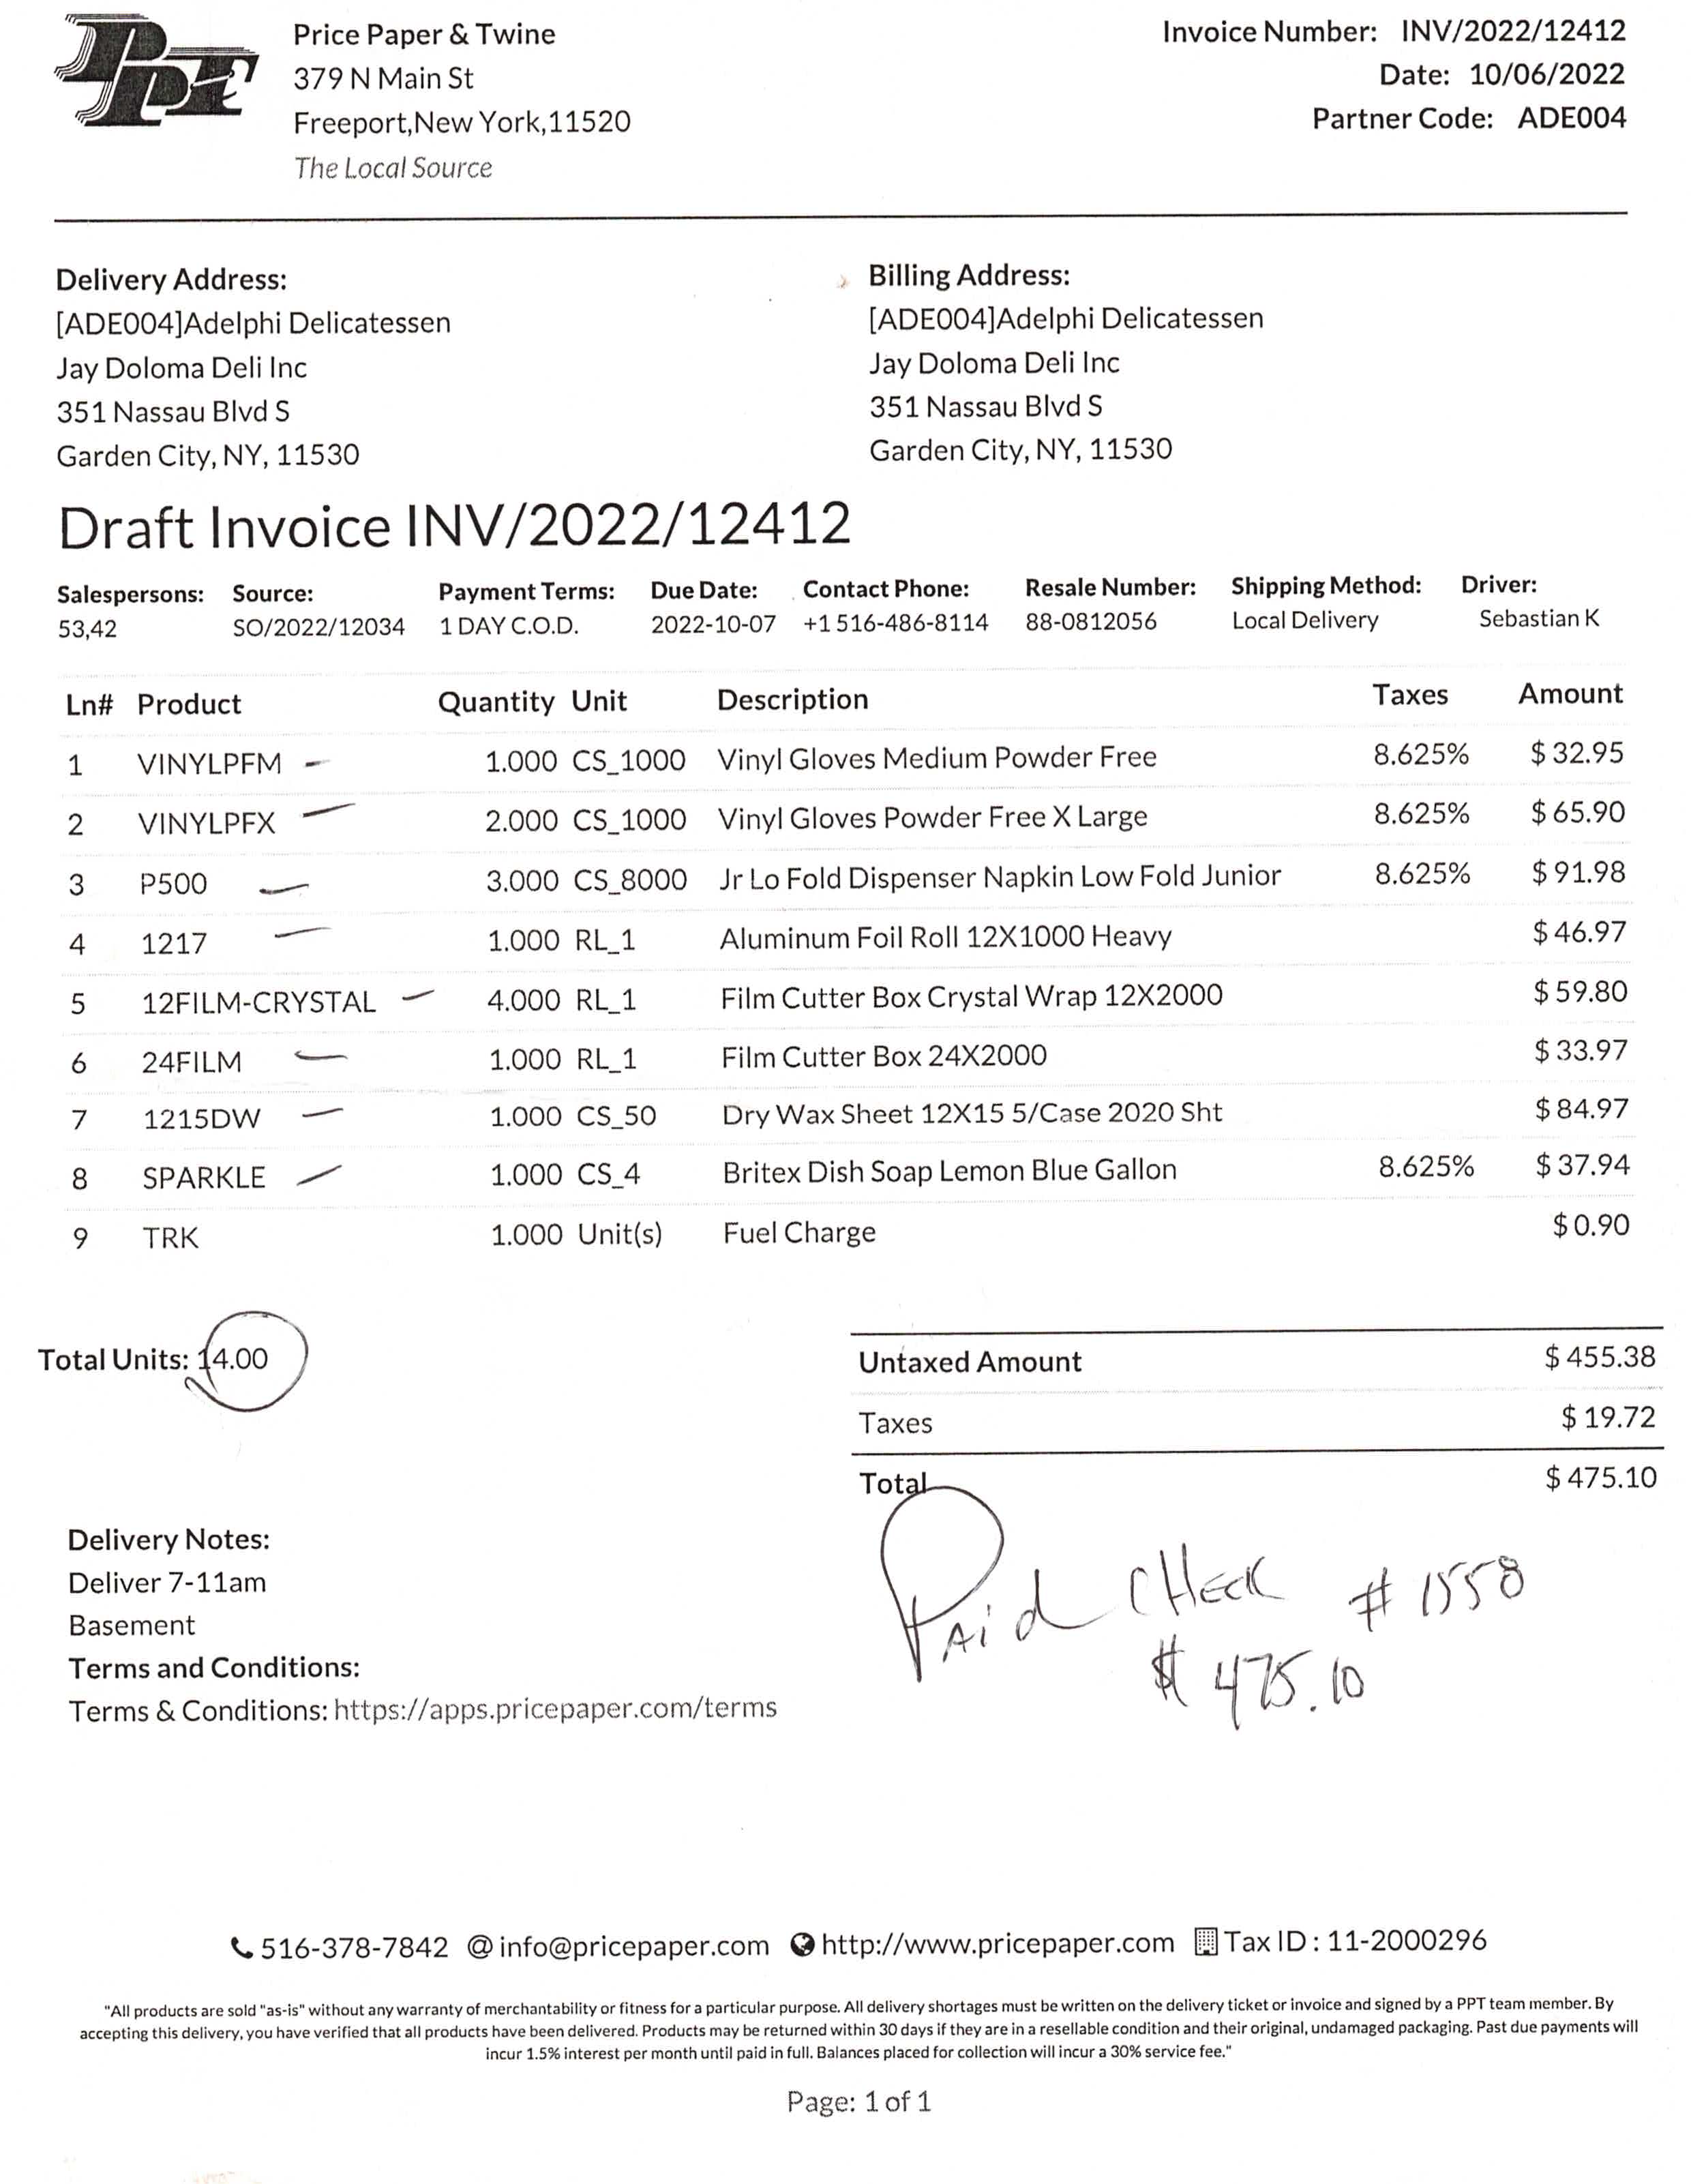 PPT
Price Paper & Twine
379 N Main St
Freeport,New York,11520
The Local Source
Invoice Number: INV/2022/12412
Date: 10/06/2022
Partner Code: ADE004
Delivery Address:
[ADE004]Adelphi Delicatessen
Jay Doloma Deli Inc
351 Nassau Blvd S
Garden City, NY, 11530
Billing Address:
[ADE004]Adelphi Delicatessen
Jay Doloma Deli Inc
351 Nassau Blvd S
Garden City, NY, 11530
Draft Invoice INV/2022/12412
Salespersons: Source: Payment Terms: Due Date: Contact Phone: Resale Number: Shipping Method: Driver:
53,42 SO/2022/12034 1 DAY C.O.D. 2022-10-07 +1 516-486-8114 88-0812056 Local Delivery Sebastian K
Ln# Product Quantity Unit Description Taxes Amount
1 VINYLPFM 1.000 CS_1000 Vinyl Gloves Medium Powder Free 8.625% $ 32.95
2 VINYLPFX 2.000 CS_1000 Vinyl Gloves Powder Free X Large 8.625% $ 65.90
3 P500 3.000 CS_8000 Jr Lo Fold Dispenser Napkin Low Fold Junior 8.625% $ 91.98
4 1217 1.000 RL_1 Aluminum Foil Roll 12X1000 Heavy $ 46.97
5 12FILM-CRYSTAL 4.000 RL_1 Film Cutter Box Crystal Wrap 12X2000 $ 59.80
6 24FILM 1.000 RL_1 Film Cutter Box 24X2000 $ 33.97
7 1215DW 1.000 CS_50 Dry Wax Sheet 12X15 5/Case 2020 Sht $ 84.97
8 SPARKLE 1.000 CS_4 Britex Dish Soap Lemon Blue Gallon 8.625% $ 37.94
9 TRK 1.000 Unit(s) Fuel Charge $ 0.90
Total Units: 14.00
Untaxed Amount $ 455.38
Taxes $ 19.72
Total $ 475.10
Paid CHeck # 1558
$ 475.10
Delivery Notes:
Deliver 7-11am
Basement
Terms and Conditions:
Terms & Conditions: https://apps.pricepaper.com/terms
516-378-7842 @ info@pricepaper.com http://www.pricepaper.com Tax ID : 11-2000296
"All products are sold "as-is" without any warranty of merchantability or fitness for a particular purpose. All delivery shortages must be written on the delivery ticket or invoice and signed by a PPT team member. By
accepting this delivery, you have verified that all products have been delivered. Products may be returned within 30 days if they are in a resellable condition and their original, undamaged packaging. Past due payments will
incur 1.5% interest per month until paid in full. Balances placed for collection will incur a 30% service fee."
Page: 1 of 1